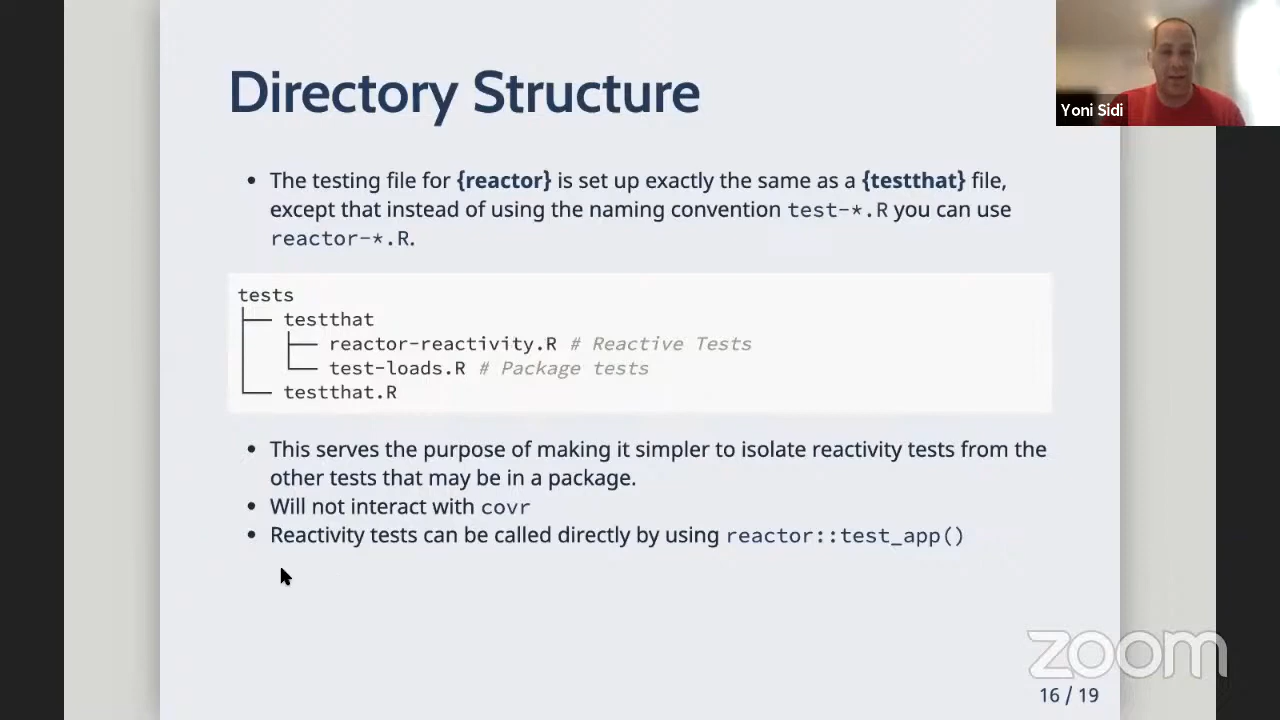 Directory Structure
Yoni Sidi
• The testing file for {reactor} is set up exactly the same as a {testthat} file,
except that instead of using the naming convention test-*.R you can use
reactor-*.R.
tests
├── testthat
│   ├── reactor-reactivity.R # Reactive Tests
│   └── test-loads.R # Package tests
└── testthat.R
• This serves the purpose of making it simpler to isolate reactivity tests from the
other tests that may be in a package.
• Will not interact with covr
• Reactivity tests can be called directly by using reactor::test_app()
zoom
16 / 19